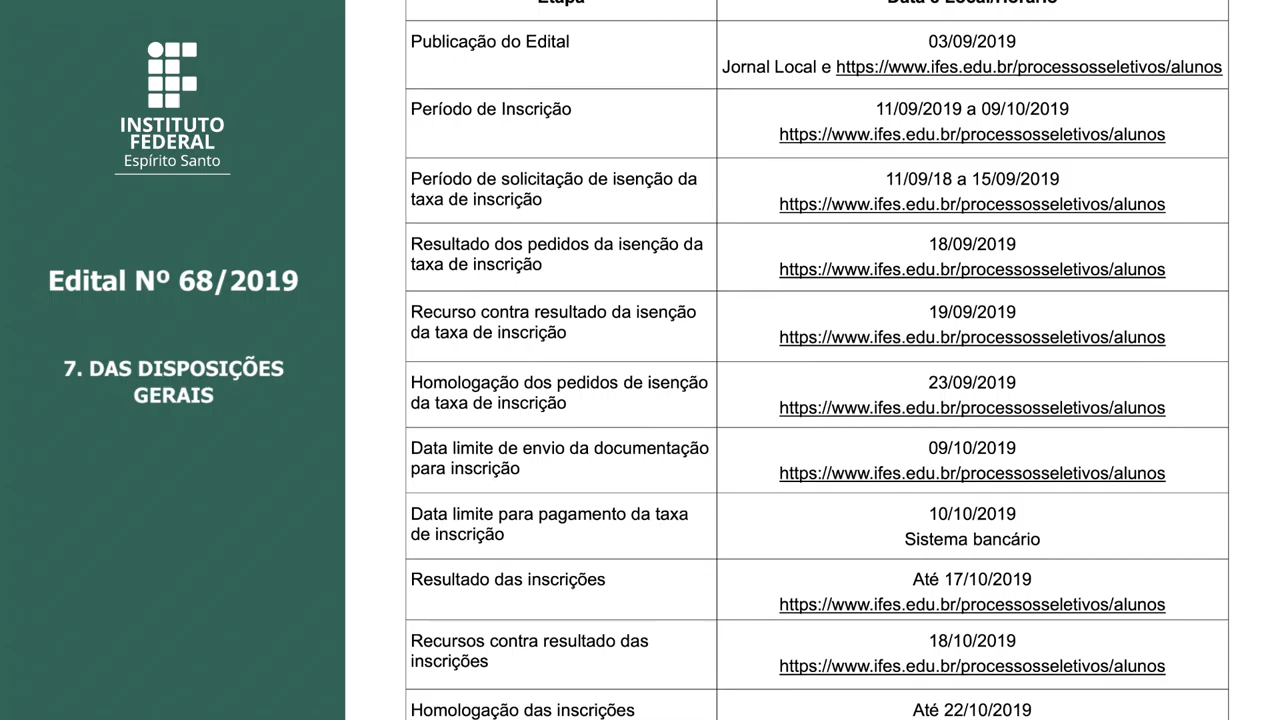 INSTITUTO
FEDERAL
Espírito Santo
Edital Nº 68/2019
7. DAS DISPOSIÇÕES
GERAIS
Etapa
Data e Local/Horário
Publicação do Edital
03/09/2019
Jornal Local e https://www.ifes.edu.br/processosseletivos/alunos
Período de Inscrição
11/09/2019 a 09/10/2019
https://www.ifes.edu.br/processosseletivos/alunos
Período de solicitação de isenção da
taxa de inscrição
11/09/18 a 15/09/2019
https://www.ifes.edu.br/processosseletivos/alunos
Resultado dos pedidos da isenção da
taxa de inscrição
18/09/2019
https://www.ifes.edu.br/processosseletivos/alunos
Recurso contra resultado da isenção
da taxa de inscrição
19/09/2019
https://www.ifes.edu.br/processosseletivos/alunos
Homologação dos pedidos de isenção
da taxa de inscrição
23/09/2019
https://www.ifes.edu.br/processosseletivos/alunos
Data limite de envio da documentação
para inscrição
09/10/2019
https://www.ifes.edu.br/processosseletivos/alunos
Data limite para pagamento da taxa
de inscrição
10/10/2019
Sistema bancário
Resultado das inscrições
Até 17/10/2019
https://www.ifes.edu.br/processosseletivos/alunos
Recursos contra resultado das
inscrições
18/10/2019
https://www.ifes.edu.br/processosseletivos/alunos
Homologação das inscrições
Até 22/10/2019